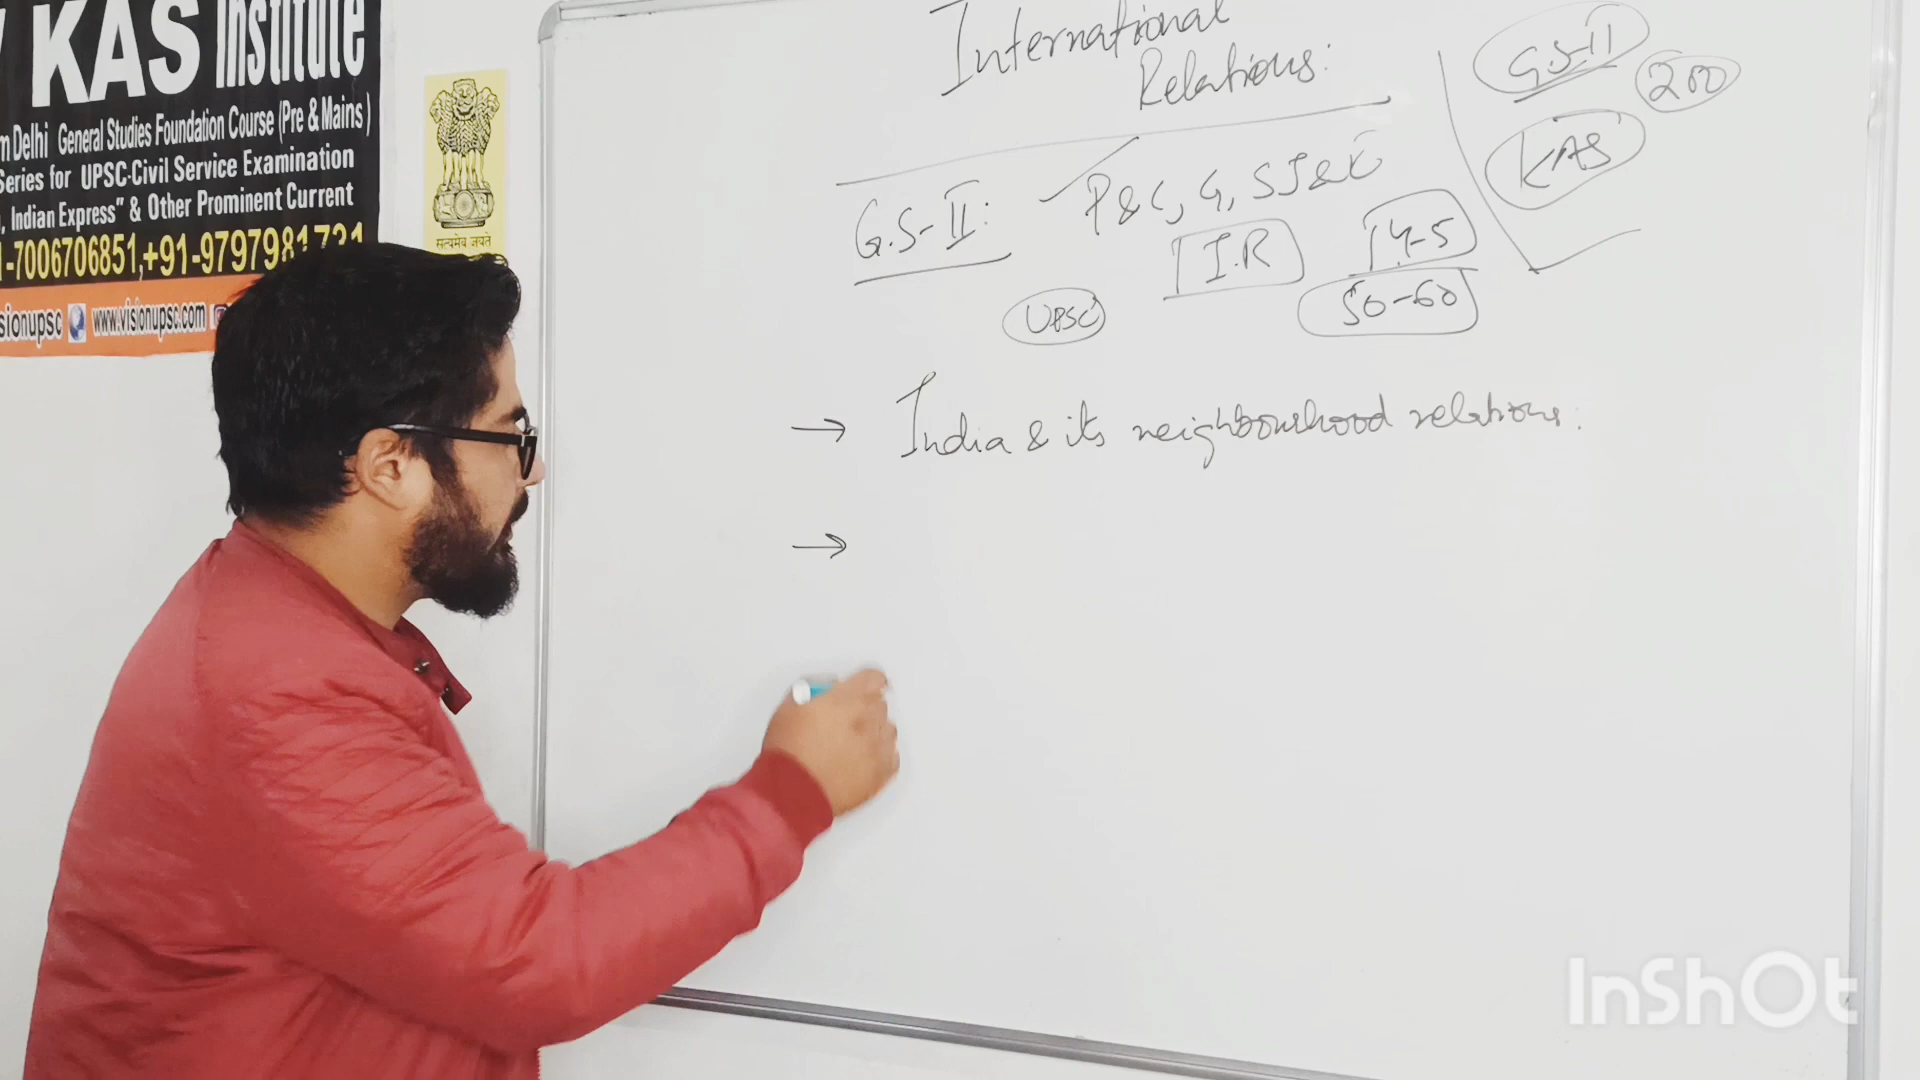 KAS Institute
Delhi General Studies Foundation Course (Pre & Mains)
Series for UPSC-Civil Service Examination
Indian Express" & Other Prominent Current
-7006706851,+91-9797981731
sionupsc www.visionupsc.com
सत्यमेव जयते
International
Relations:
G.S-II: P&C, G, SJ&
I.R 4-5
UPSC 50-60
G.S-II 200
KAS
→ India & its neighbourhood relations:
→
InShOt